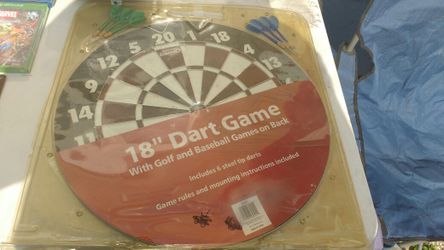 MARVEL
5 20 1 18
12 4
9 13
14
11
18" Dart Game
With Golf and Baseball Games on Back
Includes 6 steel tip darts
Game rules and mounting instructions included